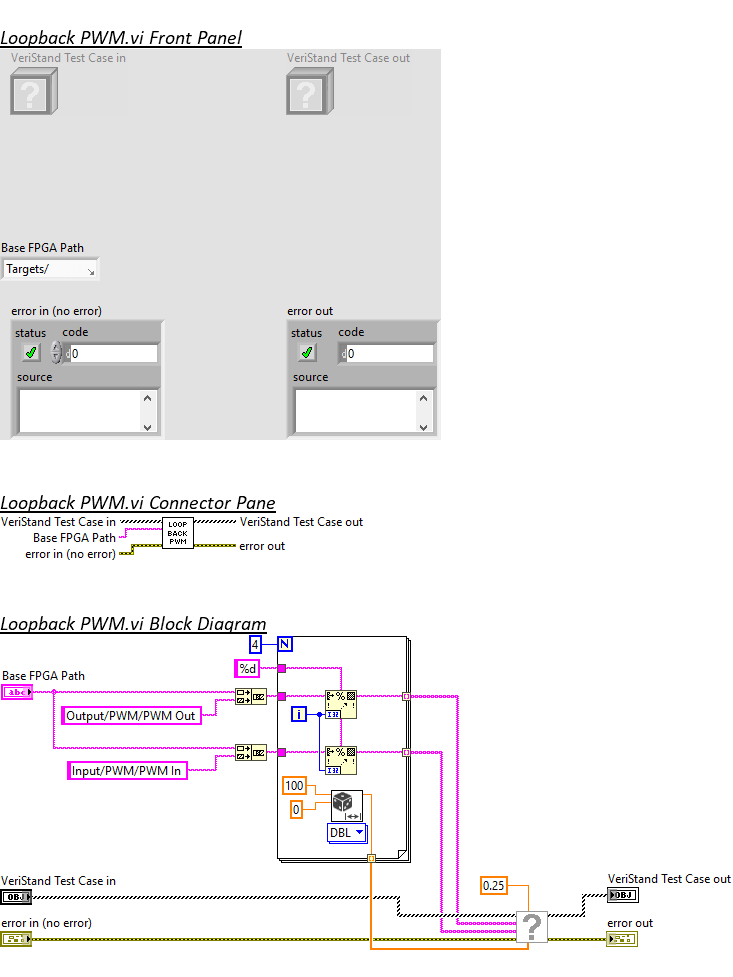 Loopback PWM.vi Front Panel
VeriStand Test Case in
VeriStand Test Case out
?
?
Base FPGA Path
Targets/
error in (no error)
error out
status
code
status
code
d
0
d
0
source
source
Loopback PWM.vi Connector Pane
VeriStand Test Case in
LOOP
BACK
PWM
VeriStand Test Case out
Base FPGA Path
error in (no error)
error out
Loopback PWM.vi Block Diagram
4
N
%d
Base FPGA Path
abc
Output/PWM/PWM Out
%
I32
i
Input/PWM/PWM In
%
I32
100
0
DBL
VeriStand Test Case in
OBJ
0.25
VeriStand Test Case out
OBJ
error in (no error)
?
error out